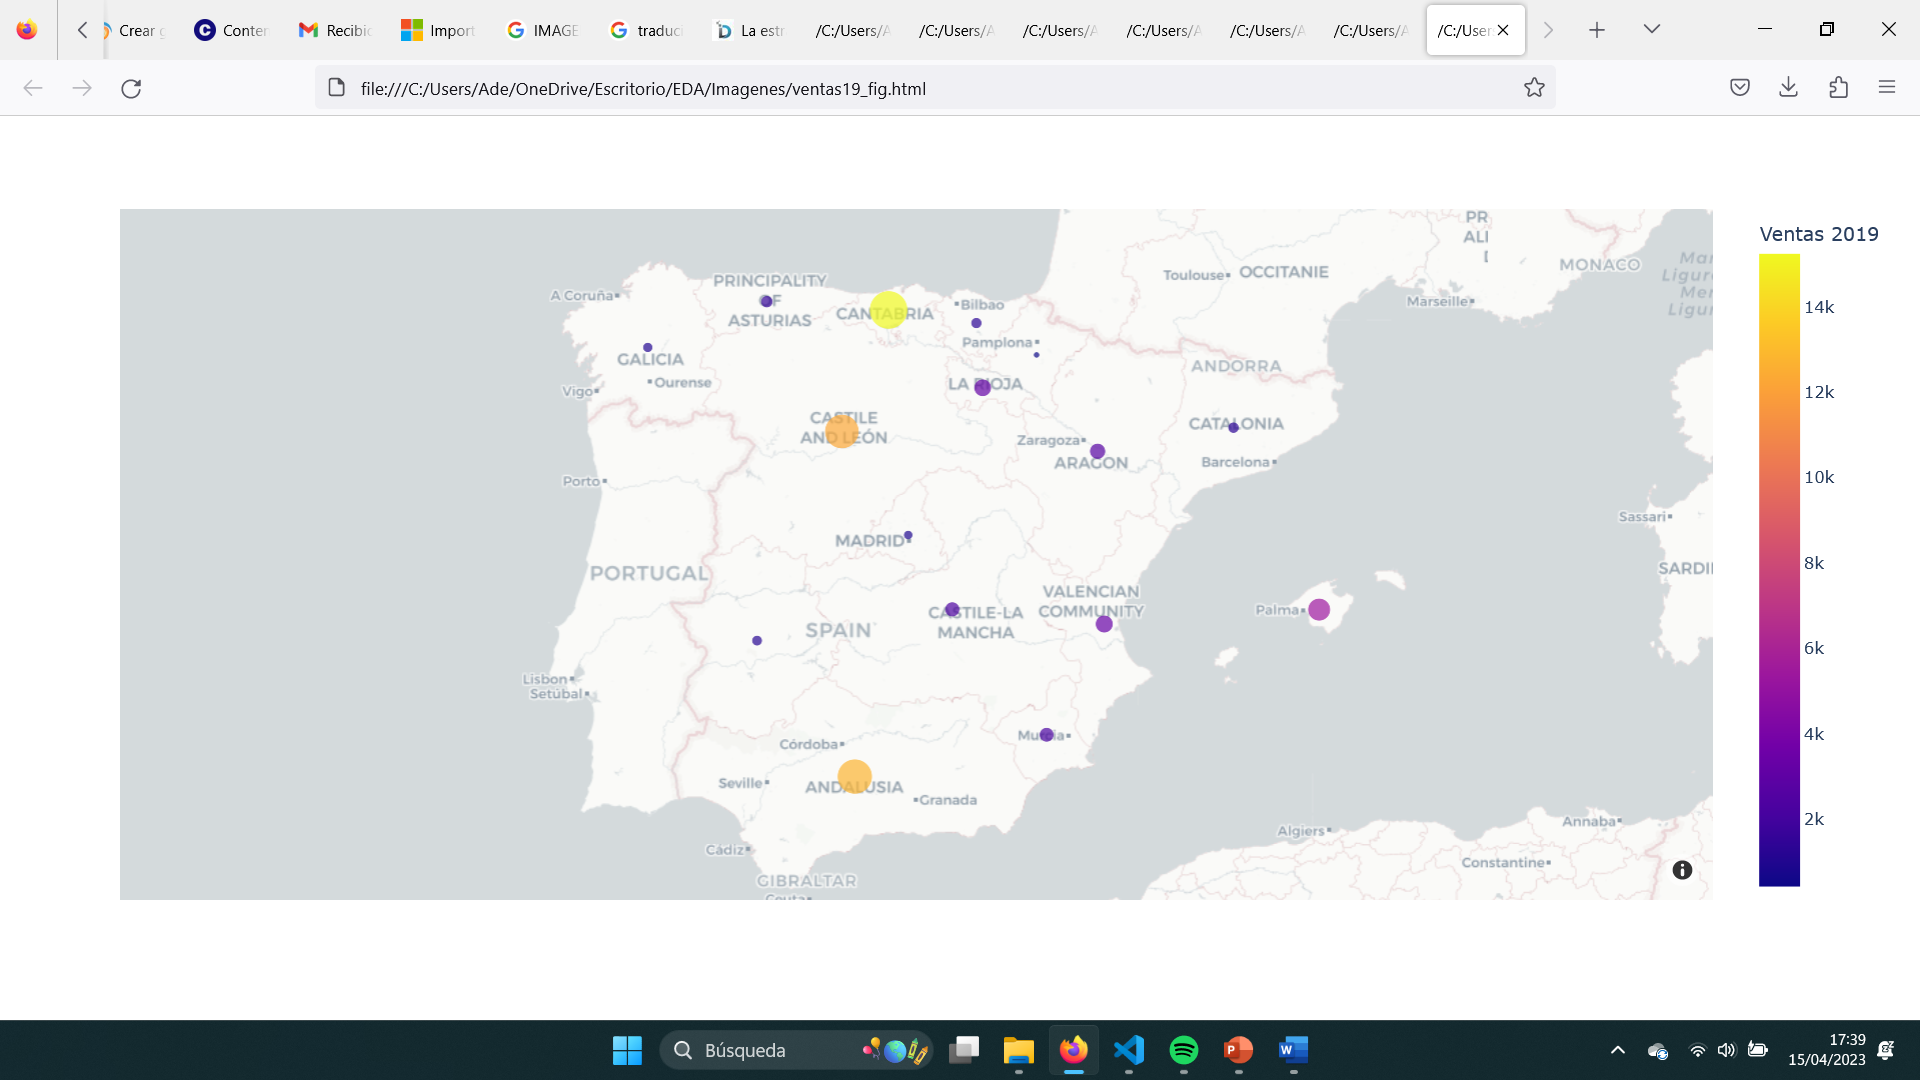 Crear g
Conten
Recibic
Import
IMAGE
traduci
La estr
/C:/Users/A
/C:/Users/A
/C:/Users/A
/C:/Users/A
/C:/Users/A
/C:/Users/A
/C:/Users
file:///C:/Users/Ade/OneDrive/Escritorio/EDA/Imagenes/ventas19_fig.html
Ventas 2019
14k
12k
10k
8k
6k
4k
2k
PRINCIPALITY
OF
ASTURIAS
A Coruña
CANTABRIA
Bilbao
Toulouse
OCCITANIE
Marseille
MONACO
GALICIA
Ourense
Vigo
Pamplona
LA RIOJA
ANDORRA
CASTILE
AND LEÓN
Zaragoza
ARAGON
CATALONIA
Barcelona
Porto
MADRID
PORTUGAL
SPAIN
CASTILE-LA
MANCHA
VALENCIAN
COMMUNITY
Palma
Sassari
SARDI
Lisbon
Setúbal
Córdoba
Murcia
Seville
ANDALUSIA
Granada
Cádiz
GIBRALTAR
Ceuta
Algiers
Constantine
Annaba
Búsqueda
17:39
15/04/2023